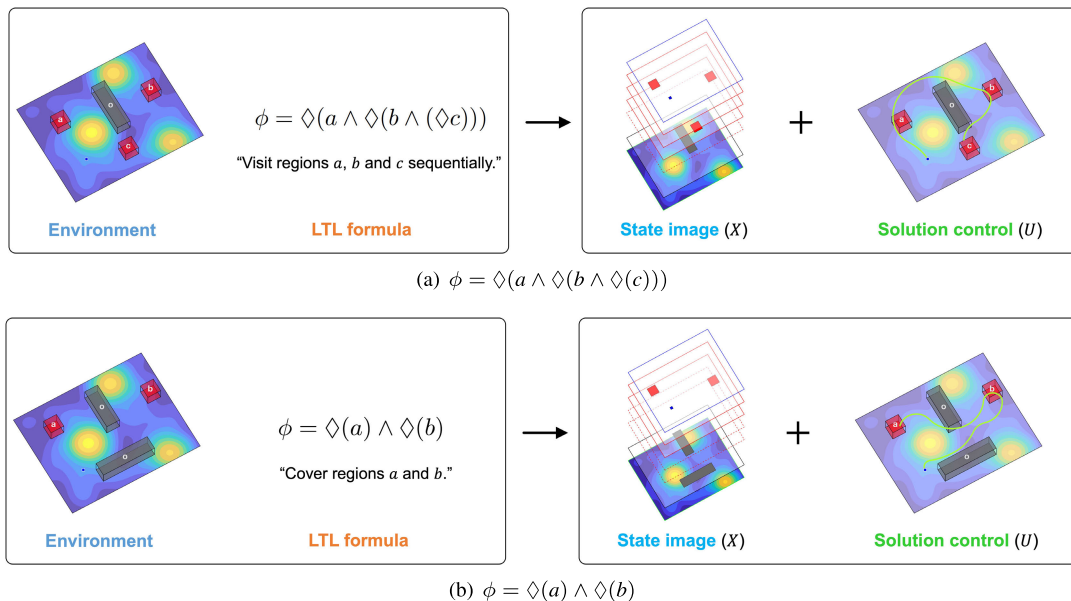 a
b
o
c
ϕ = ◊(a ∧ ◊(b ∧ (◊c)))
“Visit regions a, b and c sequentially.”
Environment
LTL formula
+
a
b
o
c
State image (X)
Solution control (U)
(a) ϕ = ◊(a ∧ ◊(b ∧ ◊(c)))
a
b
o
o
ϕ = ◊(a) ∧ ◊(b)
“Cover regions a and b.”
Environment
LTL formula
+
a
b
o
o
State image (X)
Solution control (U)
(b) ϕ = ◊(a) ∧ ◊(b)